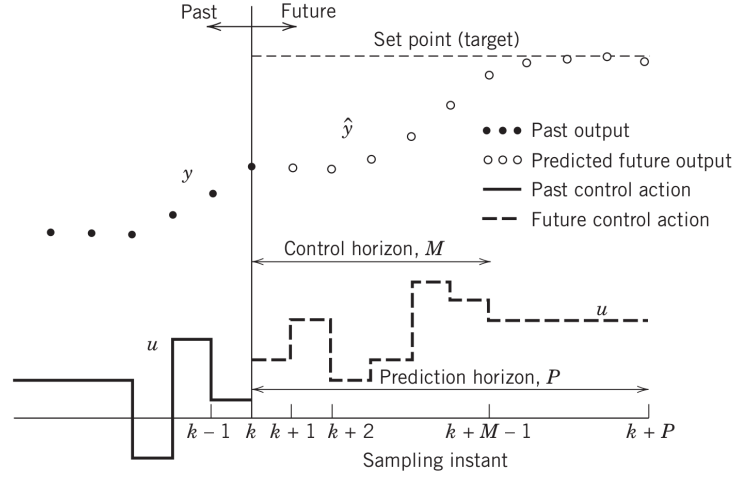 Past Future
Set point (target)
ŷ
Past output
y
Predicted future output
Past control action
Future control action
Control horizon, M
u
u
Prediction horizon, P
k – 1 k k + 1 k + 2 k + M – 1 k + P
Sampling instant